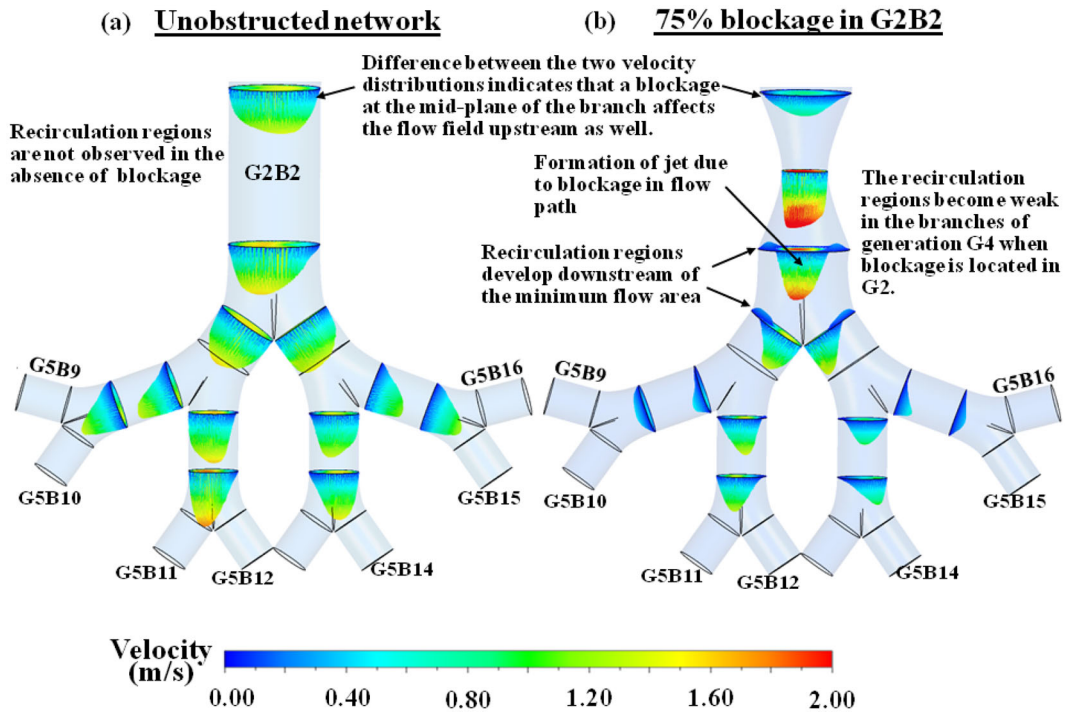 (a) Unobstructed network
(b) 75% blockage in G2B2
Difference between the two velocity
distributions indicates that a blockage
at the mid-plane of the branch affects
the flow field upstream as well.
Recirculation regions
are not observed in the
absence of blockage
G2B2
Formation of jet due
to blockage in flow
path
The recirculation
regions become weak
in the branches of
generation G4 when
blockage is located in
G2.
Recirculation regions
develop downstream of
the minimum flow area
G5B9
G5B10
G5B11
G5B12
G5B14
G5B15
G5B16
G5B9
G5B10
G5B11
G5B12
G5B14
G5B15
G5B16
Velocity
(m/s)
0.00 0.40 0.80 1.20 1.60 2.00